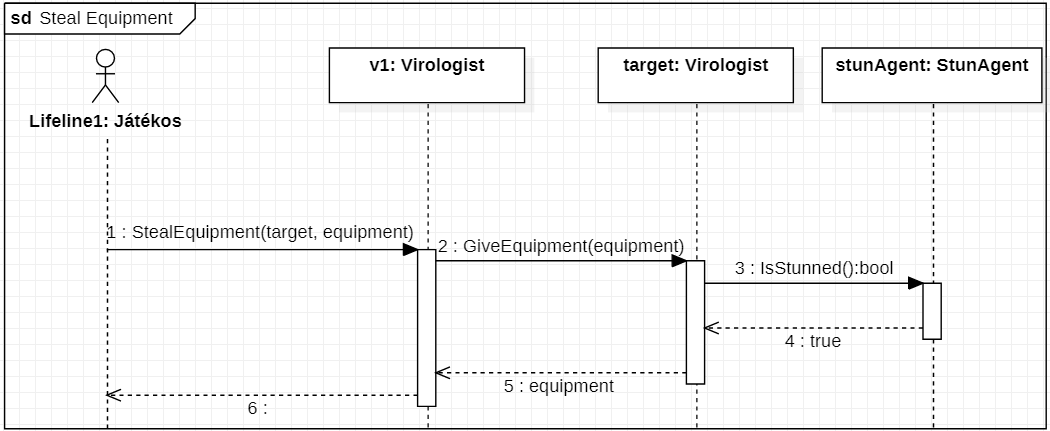 sd Steal Equipment
v1: Virologist
target: Virologist
stunAgent: StunAgent
Lifeline1: Játékos
1 : StealEquipment(target, equipment)
2 : GiveEquipment(equipment)
3 : IsStunned():bool
4 : true
5 : equipment
6 :